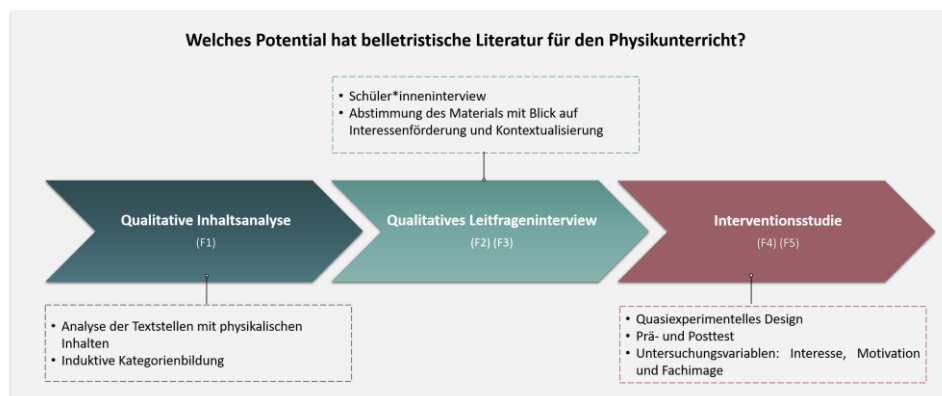 Welches Potential hat belletristische Literatur für den Physikunterricht?
• Schüler*inneninterview
• Abstimmung des Materials mit Blick auf
Interessenförderung und Kontextualisierung
Qualitative Inhaltsanalyse
(F1)
Qualitatives Leitfrageninterview
(F2) (F3)
Interventionsstudie
(F4) (F5)
• Analyse der Textstellen mit physikalischen
Inhalten
• Induktive Kategorienbildung
• Quasiexperimentelles Design
• Prä- und Posttest
• Untersuchungsvariablen: Interesse, Motivation
und Fachimage